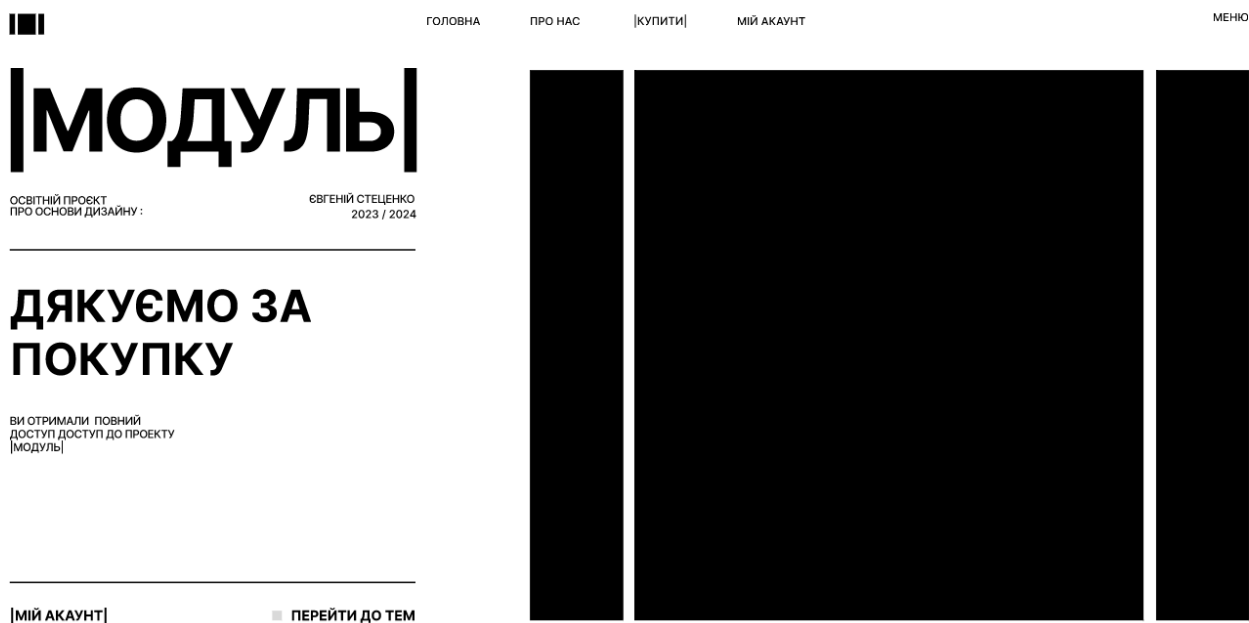 ГОЛОВНА
ПРО НАС
|КУПИТИ|
МІЙ АКАУНТ
МЕНЮ
|МОДУЛЬ|
ОСВІТНІЙ ПРОЄКТ
ПРО ОСНОВИ ДИЗАЙНУ :
ЄВГЕНІЙ СТЕЦЕНКО
2023 / 2024
ДЯКУЄМО ЗА
ПОКУПКУ
ВИ ОТРИМАЛИ ПОВНИЙ
ДОСТУП ДОСТУП ДО ПРОЕКТУ
|МОДУЛЬ|
|МІЙ АКАУНТ|
ПЕРЕЙТИ ДО ТЕМ